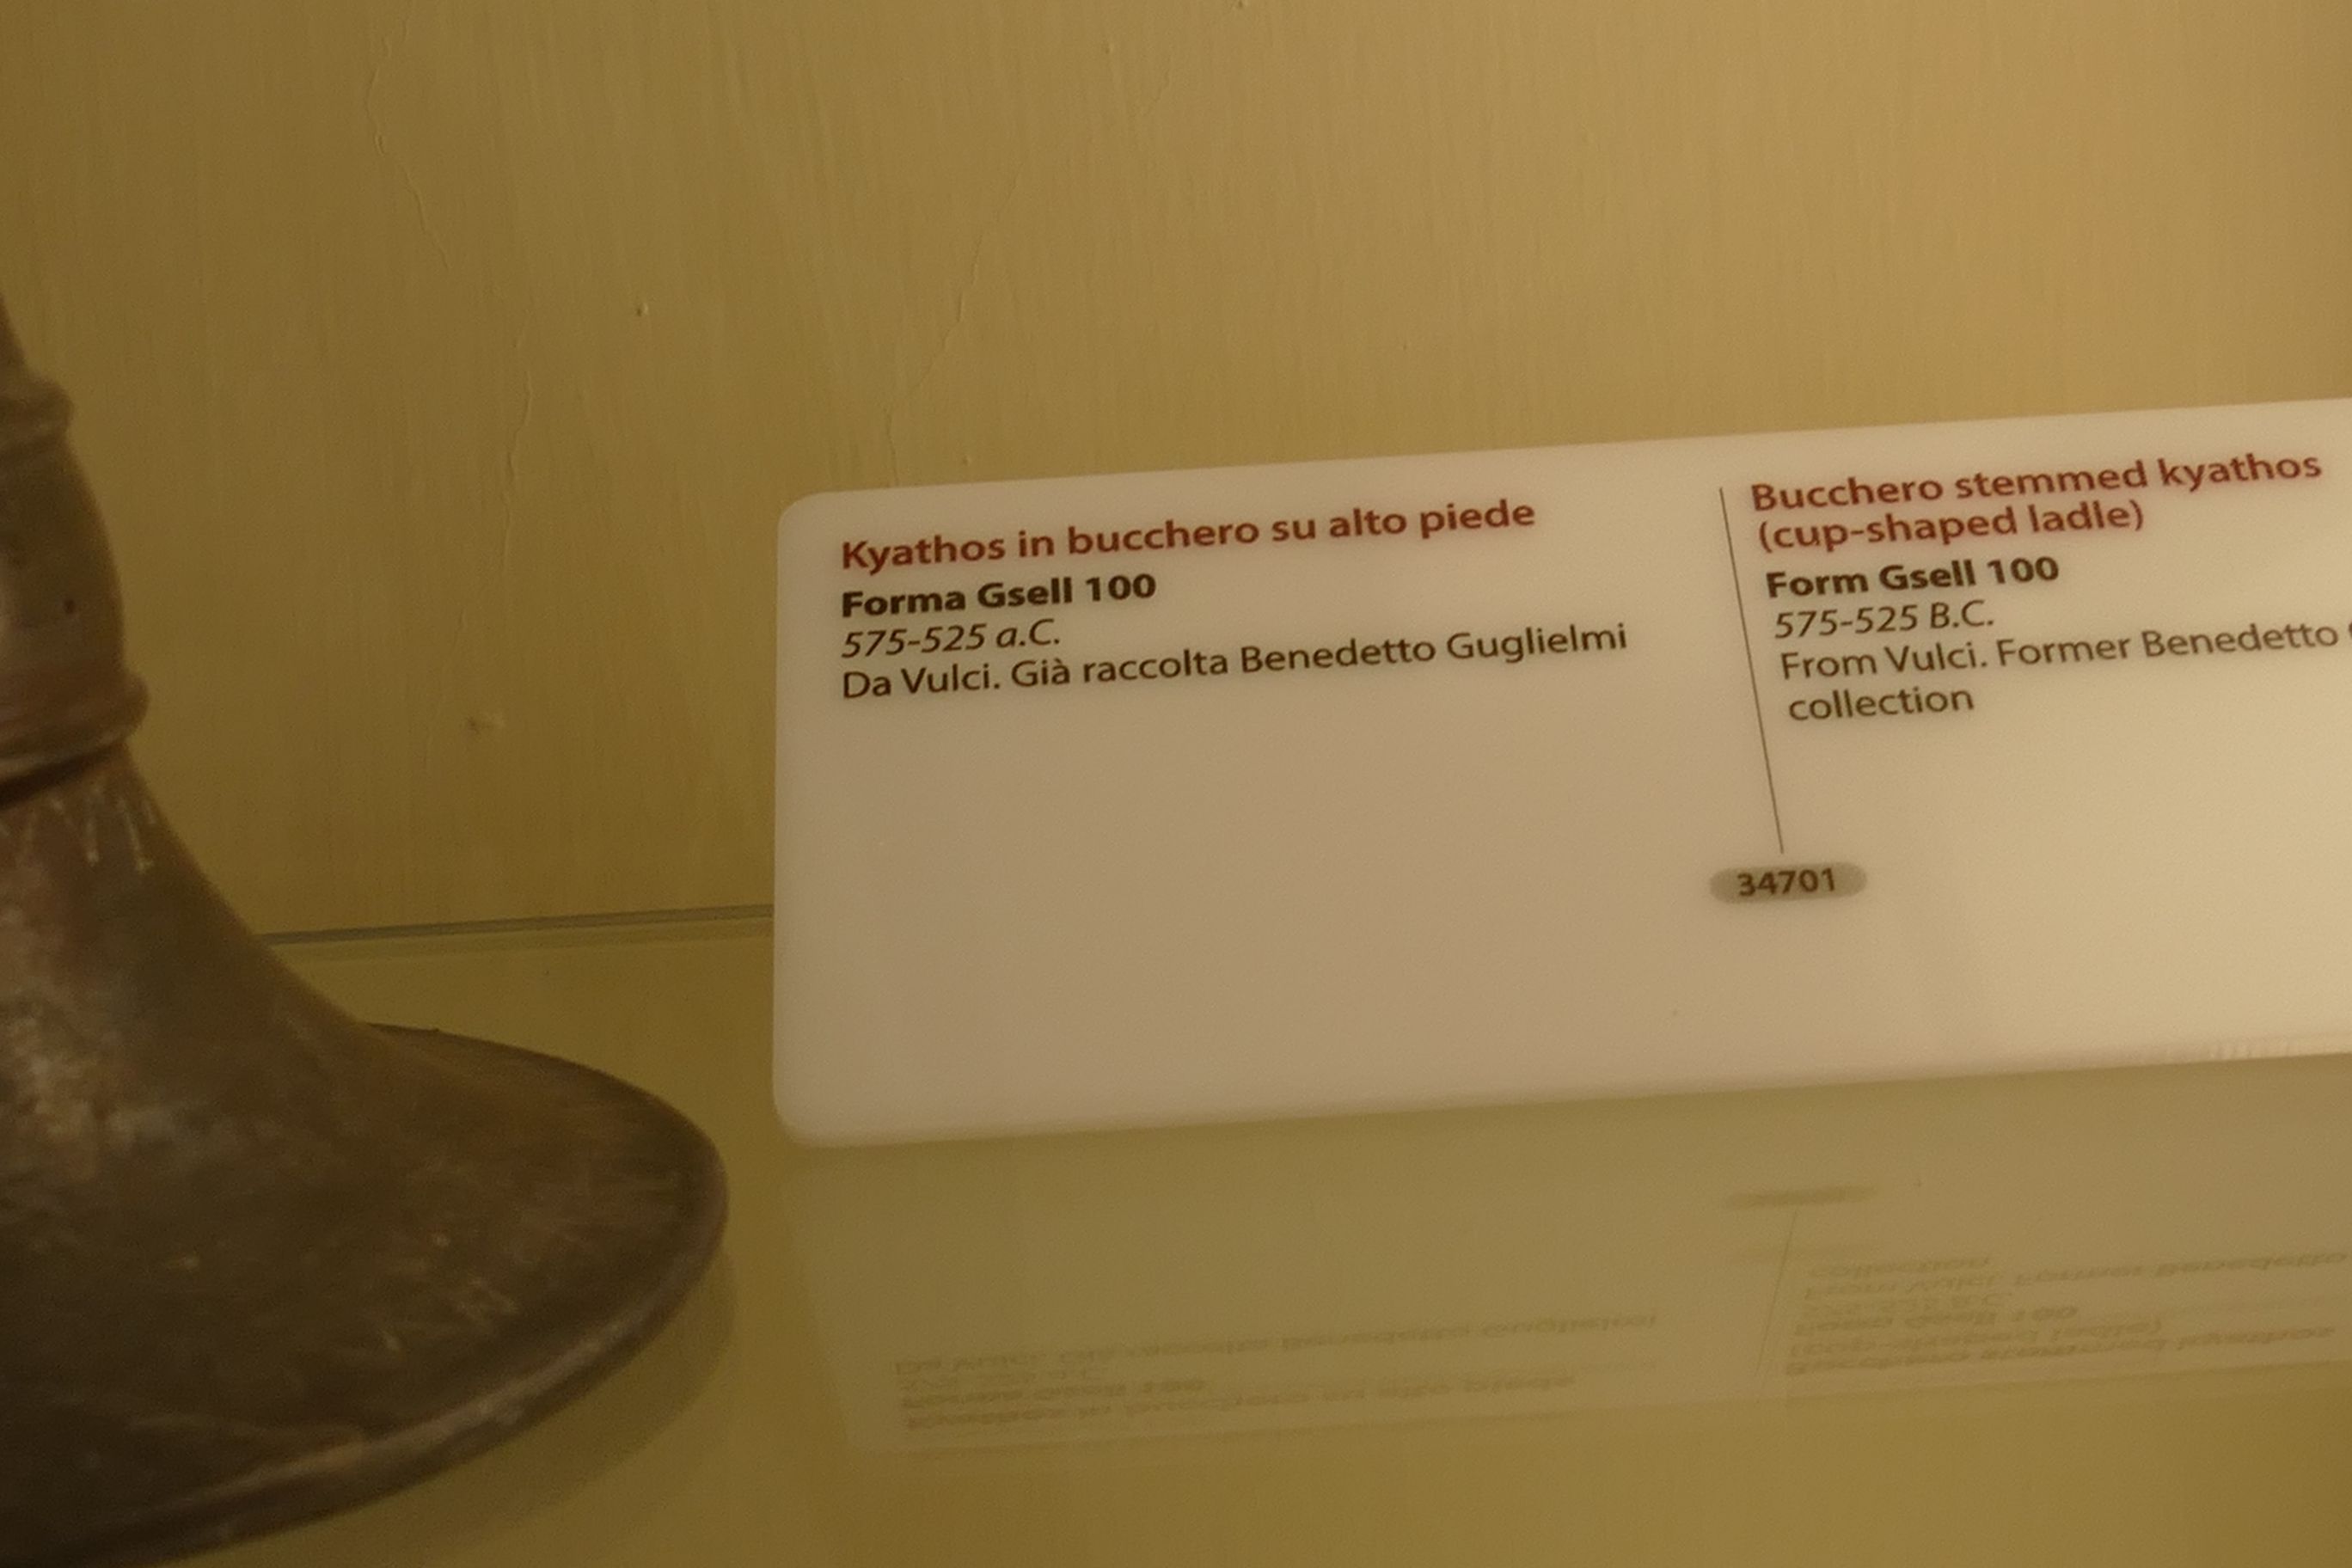 Kyathos in bucchero su alto piede
Forma Gsell 100
575-525 a.C.
Da Vulci. Già raccolta Benedetto Guglielmi
Bucchero stemmed kyathos
(cup-shaped ladle)
Form Gsell 100
575-525 B.C.
From Vulci. Former Benedetto
collection
34701